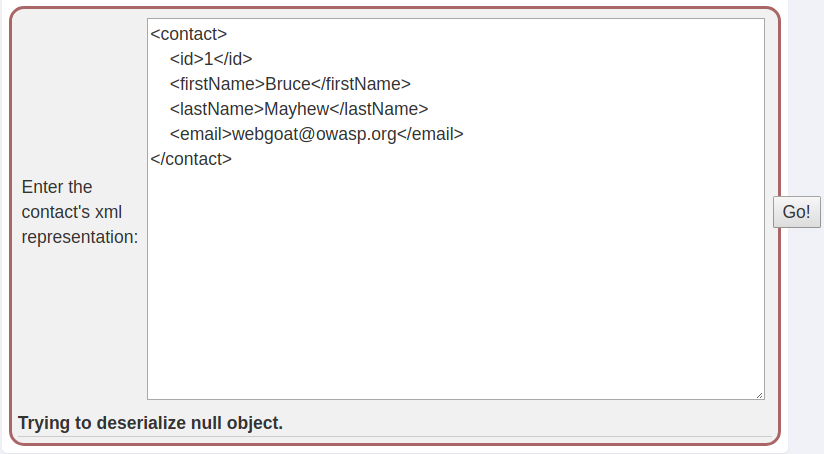 <contact>
<id>1</id>
<firstName>Bruce</firstName>
<lastName>Mayhew</lastName>
<email>webgoat@owasp.org</email>
</contact>
Enter the
contact's xml
representation:
Go!
Trying to deserialize null object.